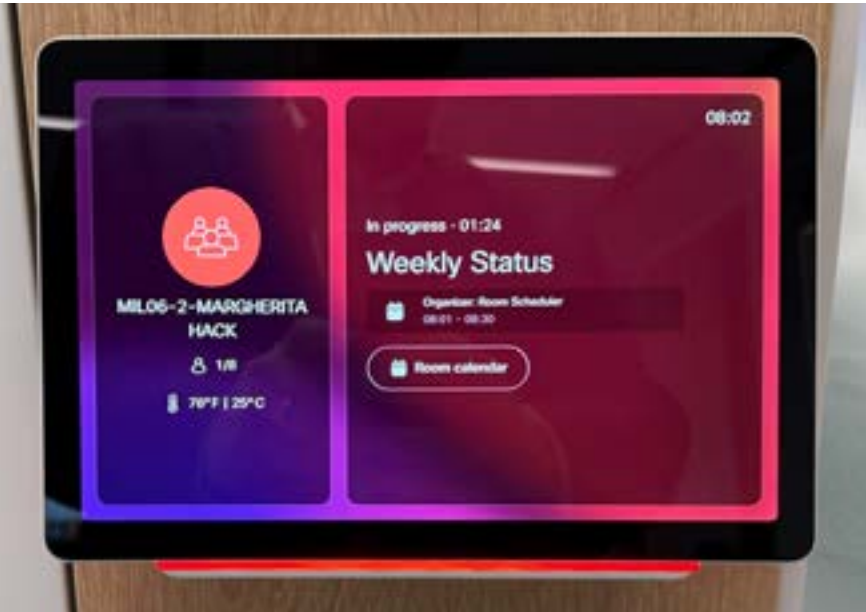 08:02
MIL06-2-MARGHERITA
HACK
1/8
In progress - 01:24
Weekly Status
Organizer: Room Scheduler
08:01 - 08:30
Room calendar
| 25°C